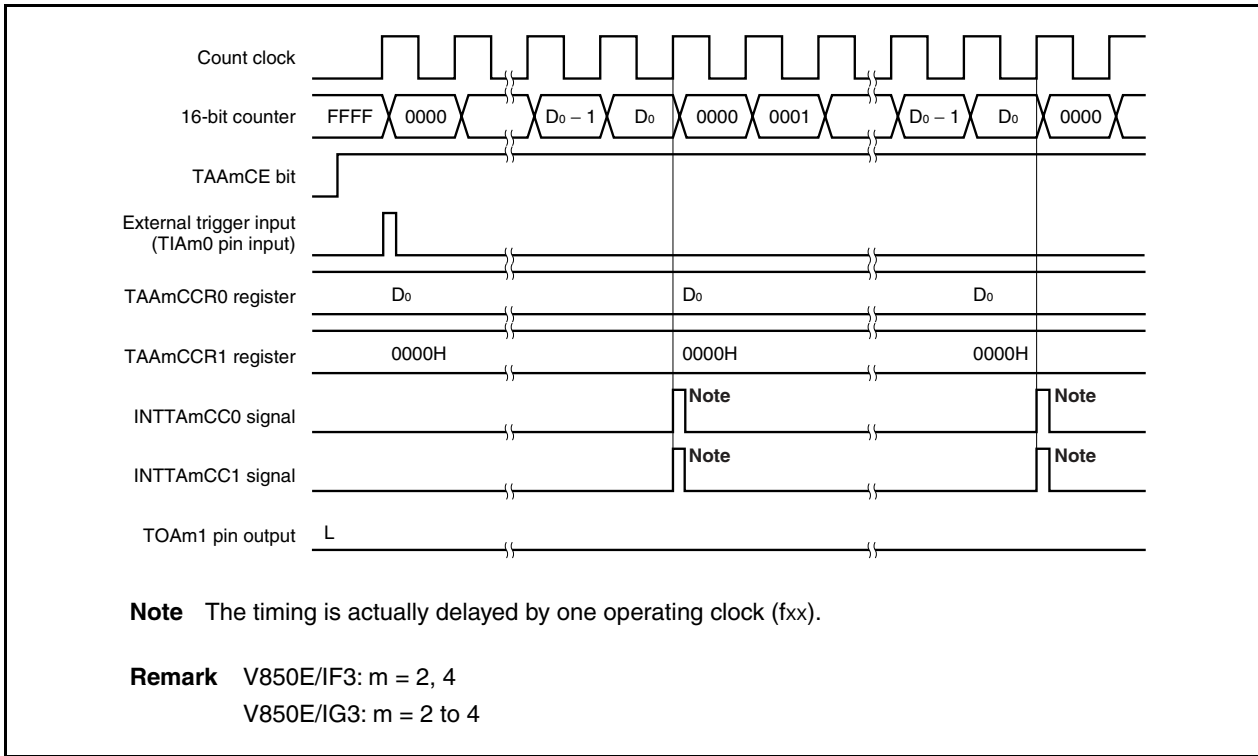 Count clock
16-bit counter FFFF 0000 D0 − 1 D0 0000 0001 D0 − 1 D0 0000
TAAmCE bit
External trigger input
(TIAm0 pin input)
TAAmCCR0 register D0 D0 D0
TAAmCCR1 register 0000H 0000H 0000H
INTTAmCC0 signal Note Note
INTTAmCC1 signal Note Note
TOAm1 pin output L
Note The timing is actually delayed by one operating clock (fxx).
Remark V850E/IF3: m = 2, 4
V850E/IG3: m = 2 to 4